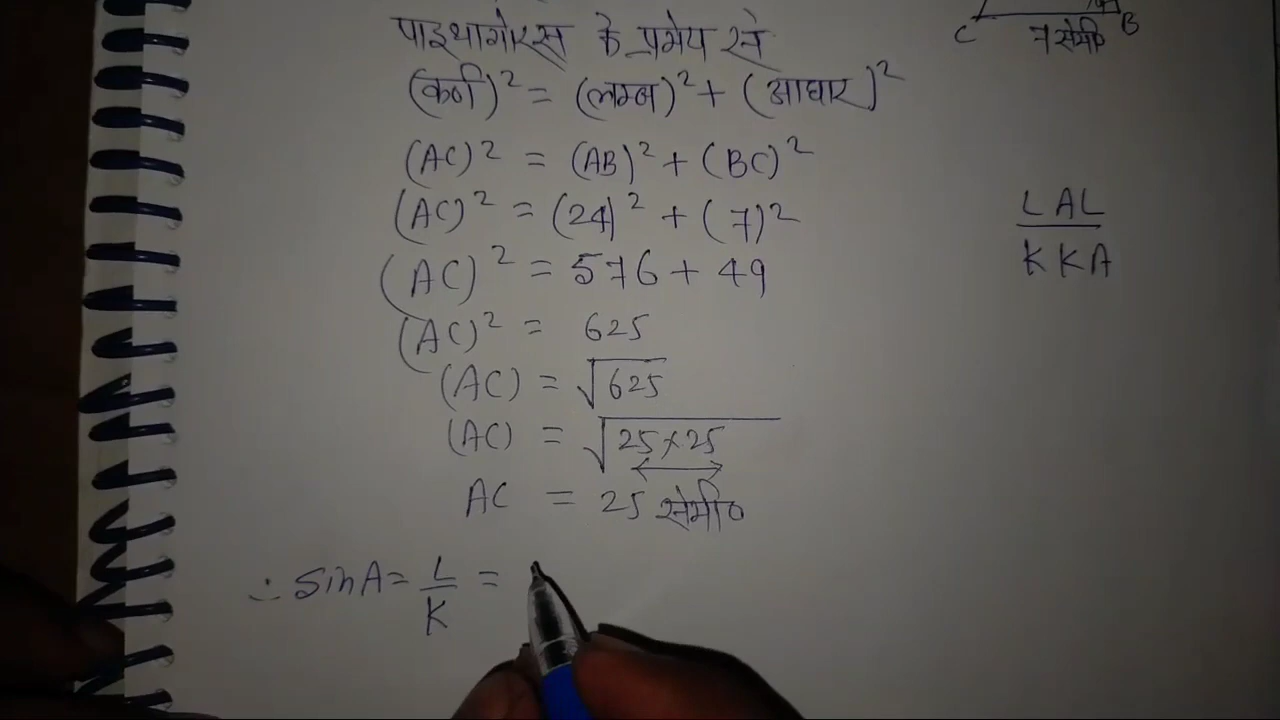 C 7 सेमी० B
पाइथागोरस के प्रमेय से
(कर्ण)² = (लम्ब)² + (आधार)²
(AC)² = (AB)² + (BC)²
(AC)² = (24)² + (7)²
LAL
KKA
(AC)² = 576 + 49
(AC)² = 625
(AC) = √625
(AC) = √25×25
AC = 25 सेमी०
∴ sinA = L/K =